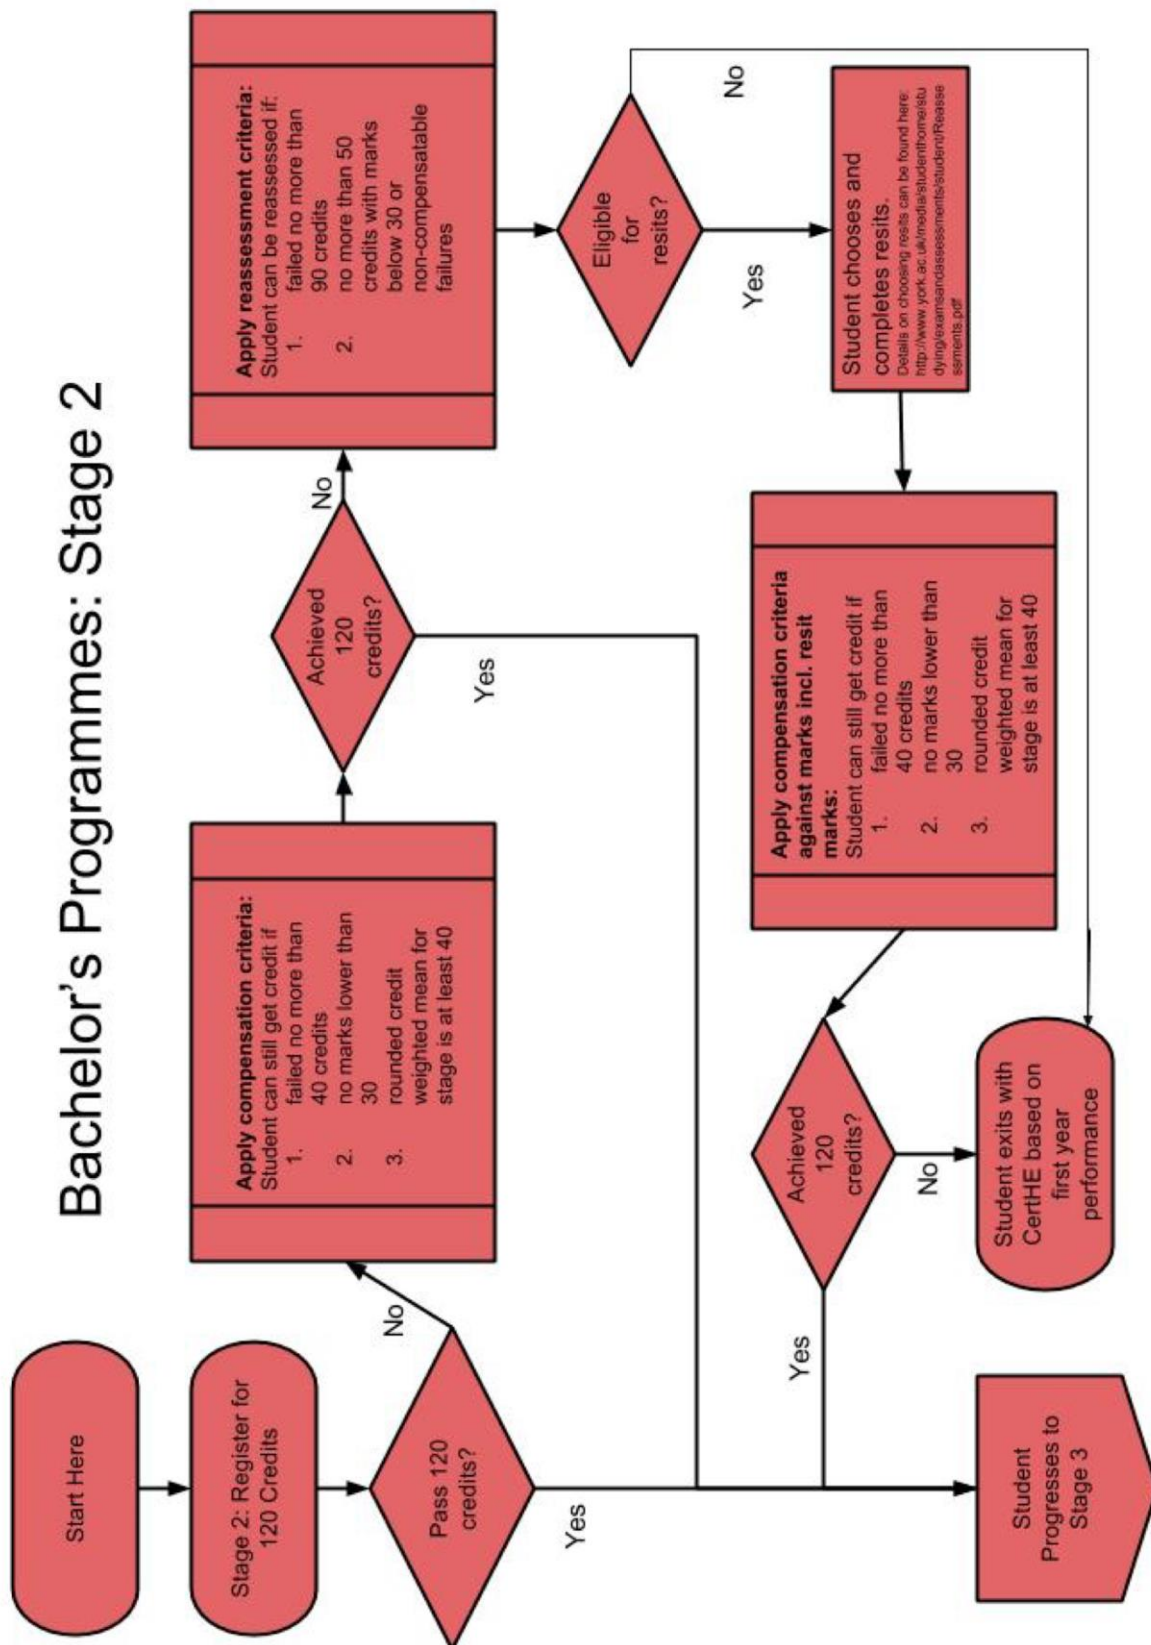 Bachelor's Programmes: Stage 2
Start Here
Stage 2: Register for
120 Credits
Pass 120
credits?
No
Yes
Apply compensation criteria:
Student can still get credit if
1. failed no more than
40 credits
2. no marks lower than
30
3. rounded credit
weighted mean for
stage is at least 40
Achieved
120
credits?
No
Yes
Apply reassessment criteria:
Student can be reassessed if:
1. failed no more than
90 credits
2. no more than 50
credits with marks
below 30 or
non-compensatable
failures
Eligible
for
resits?
No
Yes
Student chooses and
completes resits.
Details on choosing resits can be found here:
http://www.york.ac.uk/media/studenthome/stu
dying/examsandassessments/student/Reasse
ssments.pdf
Apply compensation criteria
against marks incl. resit
marks:
Student can still get credit if
1. failed no more than
40 credits
2. no marks lower than
30
3. rounded credit
weighted mean for
stage is at least 40
Achieved
120
credits?
Yes
No
Student exits with
CertHE based on
first year
performance
Student
Progresses to
Stage 3